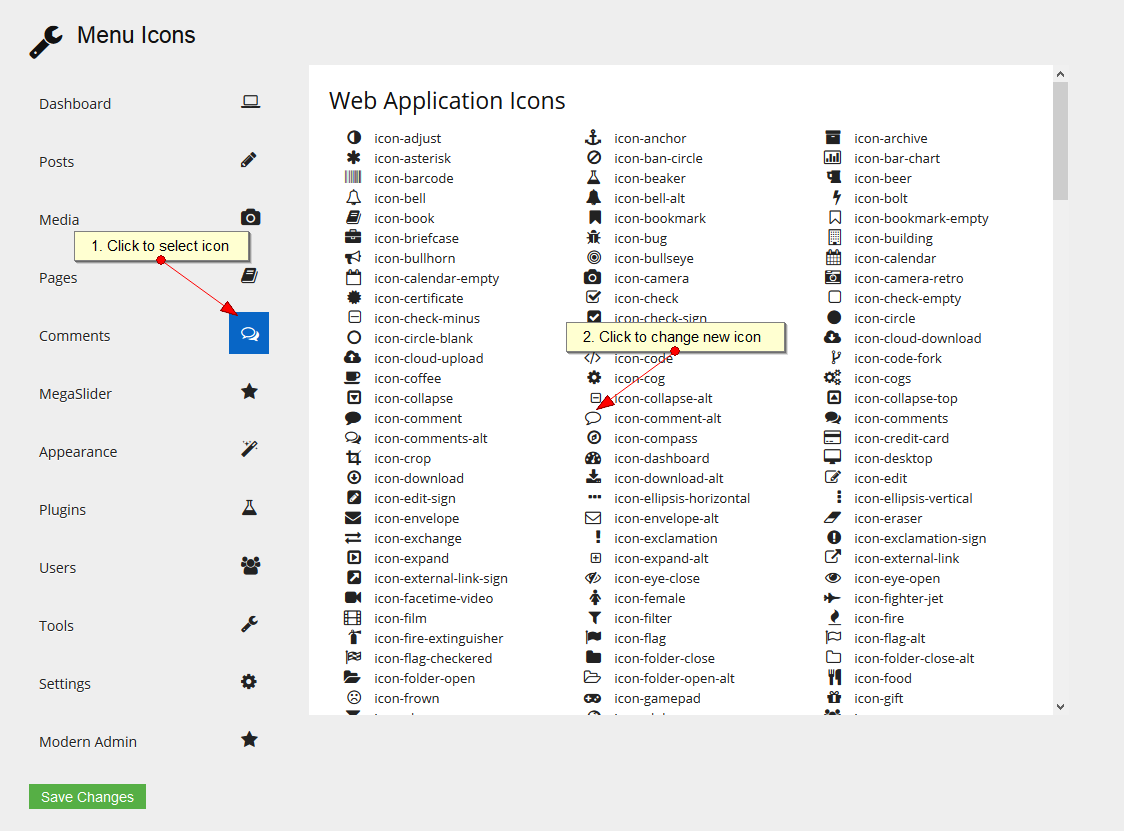 Menu Icons
Dashboard
Posts
Media
1. Click to select icon
Pages
Comments
MegaSlider
Appearance
Plugins
Users
Tools
Settings
Modern Admin
Save Changes
Web Application Icons
icon-adjust icon-anchor icon-archive
icon-asterisk icon-ban-circle icon-bar-chart
icon-barcode icon-beaker icon-beer
icon-bell icon-bell-alt icon-bolt
icon-book icon-bookmark icon-bookmark-empty
icon-briefcase icon-bug icon-building
icon-bullhorn icon-bullseye icon-calendar
icon-calendar-empty icon-camera icon-camera-retro
icon-certificate icon-check icon-check-empty
icon-check-minus icon-check-sign icon-circle
icon-circle-blank 2. Click to change new icon icon-cloud-download
icon-cloud-upload icon-code icon-code-fork
icon-coffee icon-cog icon-cogs
icon-collapse icon-collapse-alt icon-collapse-top
icon-comment icon-comment-alt icon-comments
icon-comments-alt icon-compass icon-credit-card
icon-crop icon-dashboard icon-desktop
icon-download icon-download-alt icon-edit
icon-edit-sign icon-ellipsis-horizontal icon-ellipsis-vertical
icon-envelope icon-envelope-alt icon-eraser
icon-exchange icon-exclamation icon-exclamation-sign
icon-expand icon-expand-alt icon-external-link
icon-external-link-sign icon-eye-close icon-eye-open
icon-facetime-video icon-female icon-fighter-jet
icon-film icon-filter icon-fire
icon-fire-extinguisher icon-flag icon-flag-alt
icon-flag-checkered icon-folder-close icon-folder-close-alt
icon-folder-open icon-folder-open-alt icon-food
icon-frown icon-gamepad icon-gift